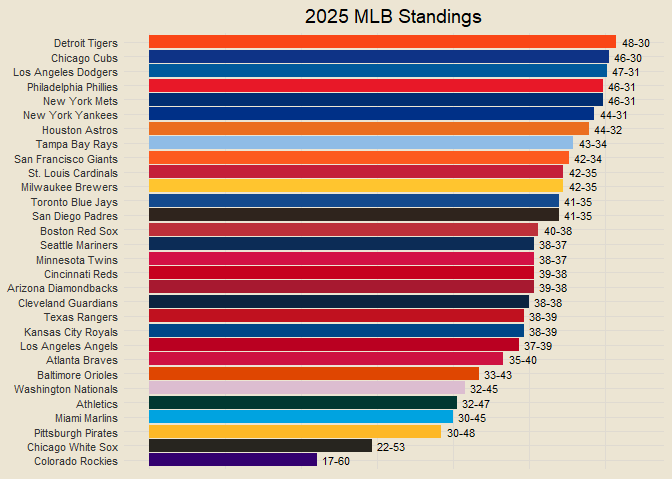 2025 MLB Standings
Detroit Tigers 48-30
Chicago Cubs 46-30
Los Angeles Dodgers 47-31
Philadelphia Phillies 46-31
New York Mets 46-31
New York Yankees 44-31
Houston Astros 44-32
Tampa Bay Rays 43-34
San Francisco Giants 42-34
St. Louis Cardinals 42-35
Milwaukee Brewers 42-35
Toronto Blue Jays 41-35
San Diego Padres 41-35
Boston Red Sox 40-38
Seattle Mariners 38-37
Minnesota Twins 38-37
Cincinnati Reds 39-38
Arizona Diamondbacks 39-38
Cleveland Guardians 38-38
Texas Rangers 38-39
Kansas City Royals 38-39
Los Angeles Angels 37-39
Atlanta Braves 35-40
Baltimore Orioles 33-43
Washington Nationals 32-45
Athletics 32-47
Miami Marlins 30-45
Pittsburgh Pirates 30-48
Chicago White Sox 22-53
Colorado Rockies 17-60